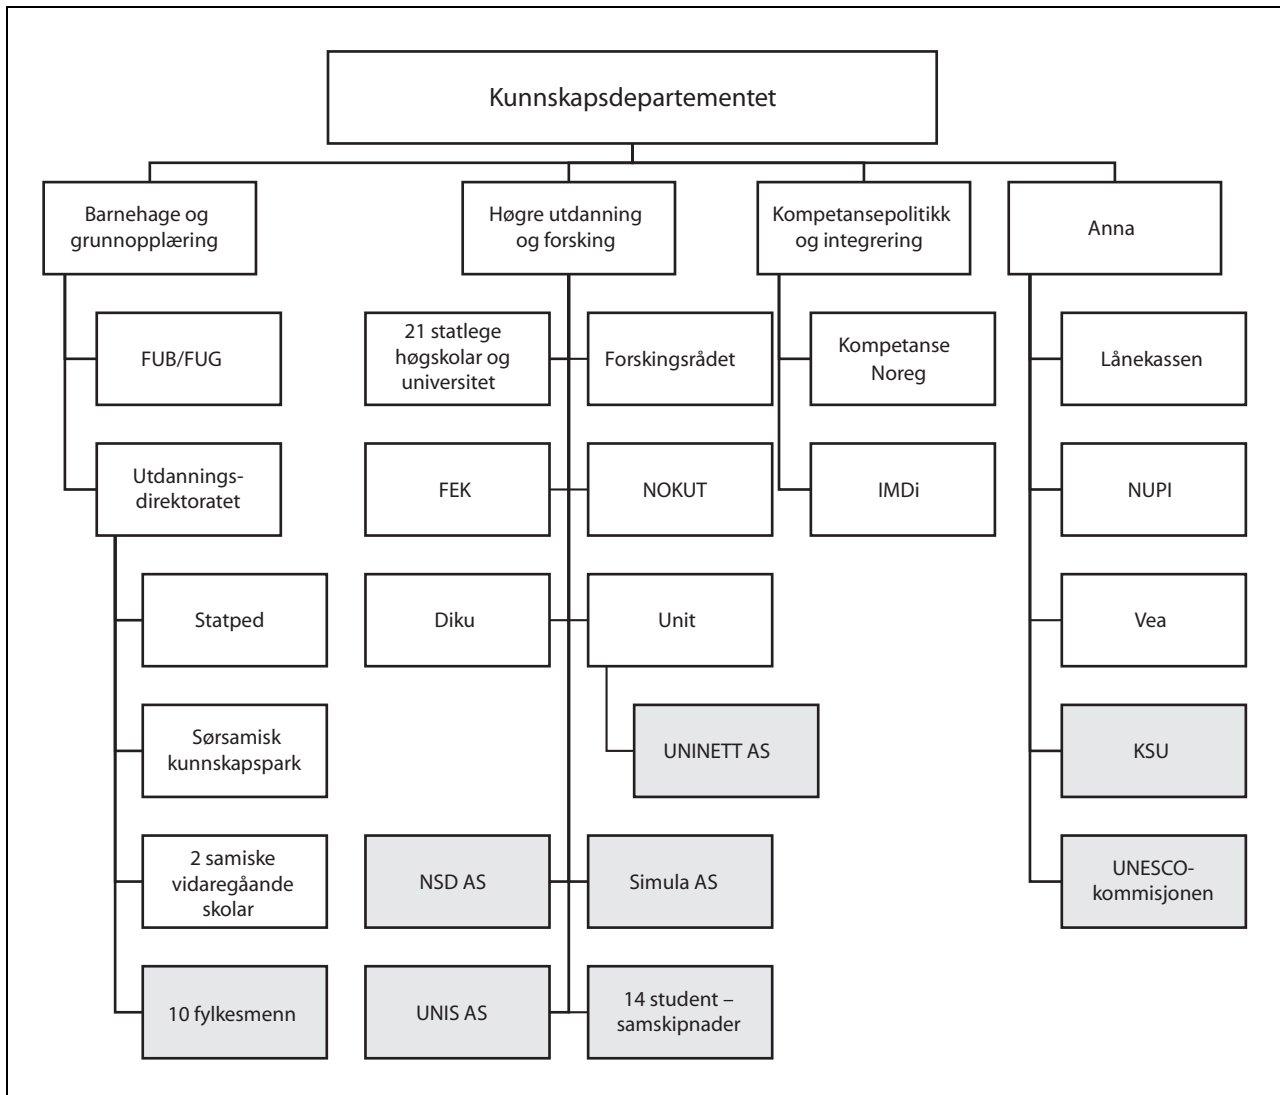 Kunnskapsdepartementet
Barnehage og
grunnopplæring
Høgre utdanning
og forsking
Kompetansepolitikk
og integrering
Anna
FUB/FUG
21 statlege
høgskolar og
universitet
Forskingsrådet
Kompetanse
Noreg
Lånekassen
Utdannings-
direktoratet
FEK
NOKUT
IMDi
NUPI
Statped
Diku
Unit
Vea
Sørsamisk
kunnskapspark
UNINETT AS
KSU
2 samiske
vidaregåande
skolar
NSD AS
Simula AS
UNESCO-
kommisjonen
10 fylkesmenn
UNIS AS
14 student –
samskipnader